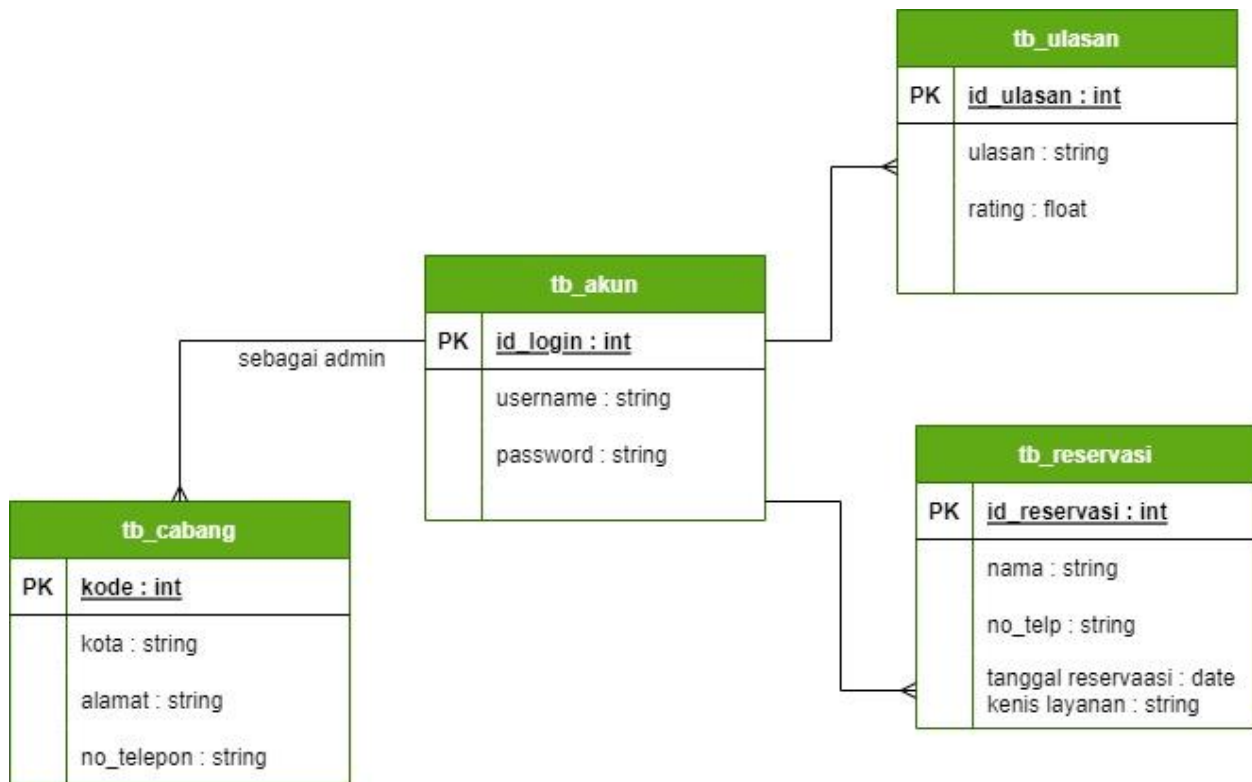 tb_ulasan
PK id_ulasan : int
ulasan : string
rating : float
tb_akun
PK id_login : int
username : string
password : string
sebagai admin
tb_cabang
PK kode : int
kota : string
alamat : string
no_telepon : string
tb_reservasi
PK id_reservasi : int
nama : string
no_telp : string
tanggal reservaasi : date
kenis layanan : string